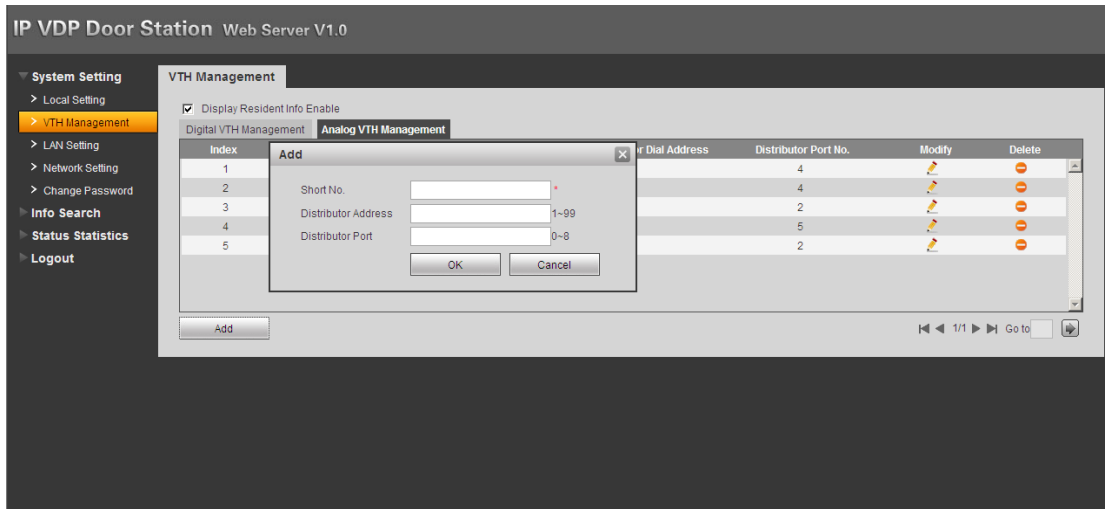 IP VDP Door Station Web Server V1.0
System Setting
> Local Setting
> VTH Management
> LAN Setting
> Network Setting
> Change Password
Info Search
Status Statistics
Logout
VTH Management
Display Resident Info Enable
Digital VTH Management Analog VTH Management
Index r Dial Address Distributor Port No. Modify Delete
1 4
2 4
3 2
4 5
5 2
Add
Short No. *
Distributor Address 1~99
Distributor Port 0~8
OK Cancel
Add 1/1 Go to